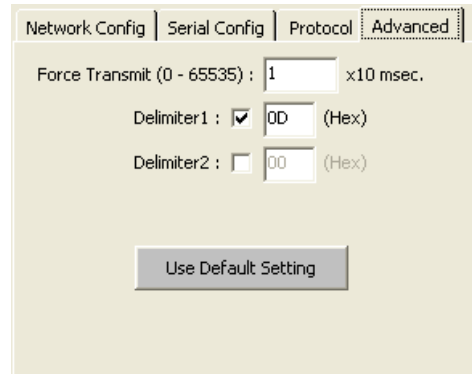 Network Config Serial Config Protocol Advanced
Force Transmit (0 - 65535) : 1 x10 msec.
Delimiter1 : 0D (Hex)
Delimiter2 : 00 (Hex)
Use Default Setting